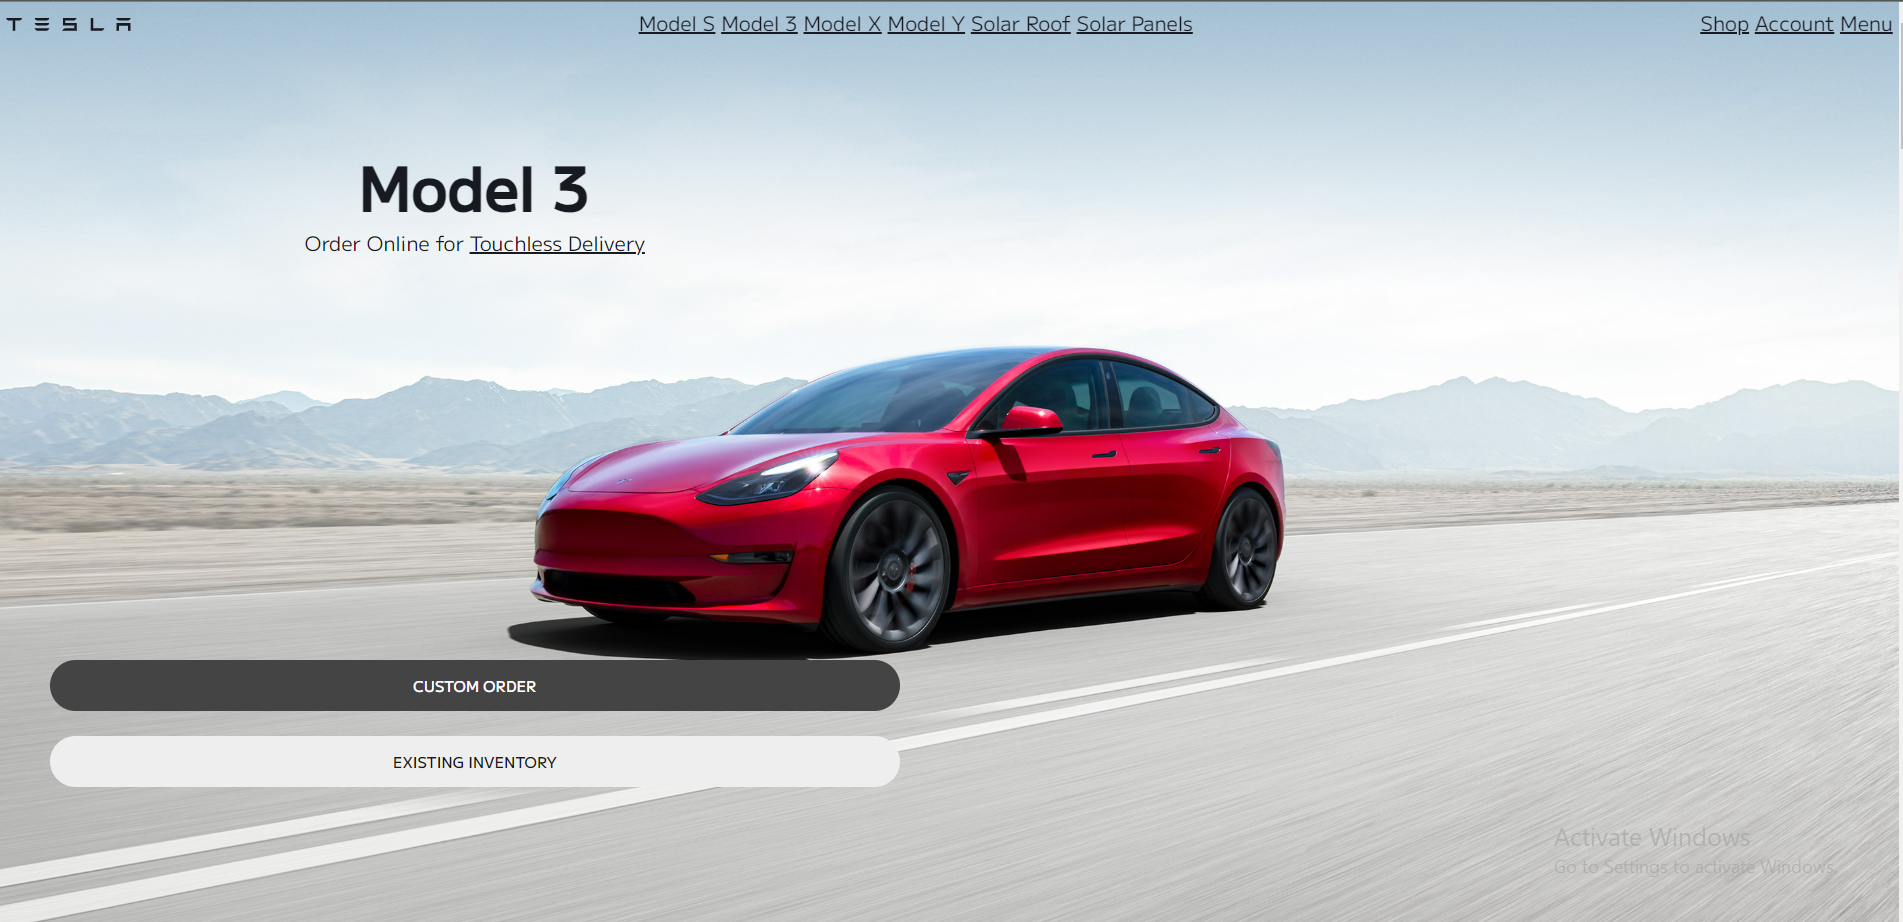 TESLA
Model S Model 3 Model X Model Y Solar Roof Solar Panels
Shop Account Menu
Model 3
Order Online for Touchless Delivery
CUSTOM ORDER
EXISTING INVENTORY
Activate Windows
Go to Settings to activate Windows.